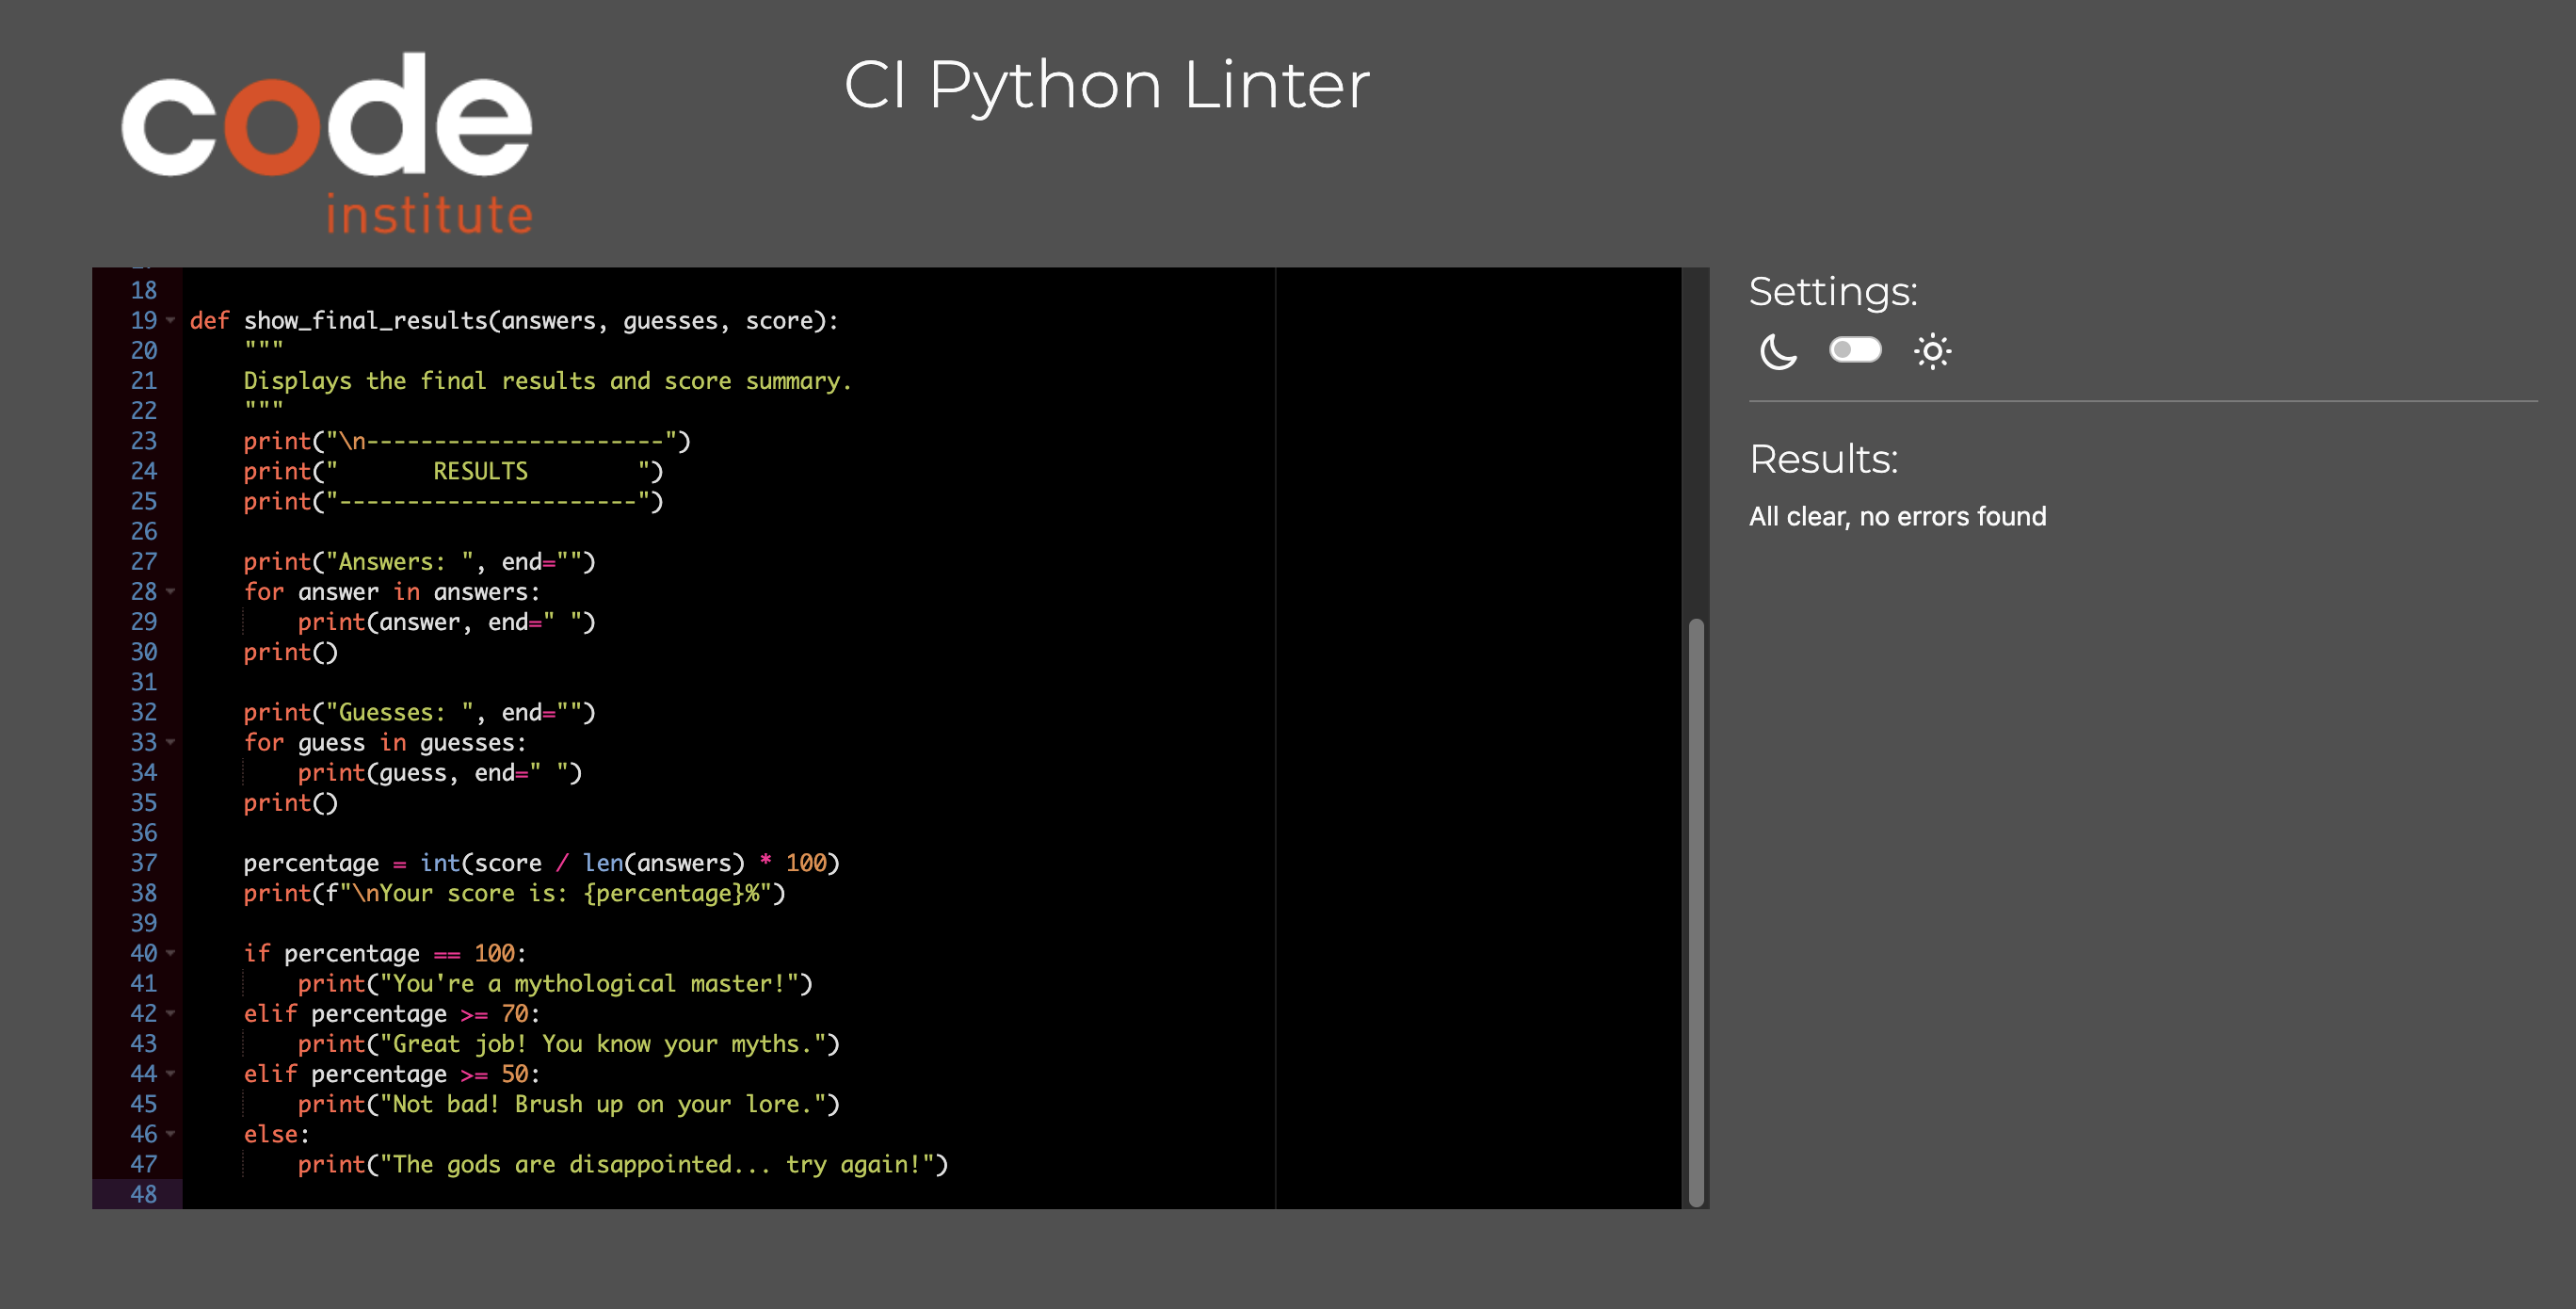 code
institute
CI Python Linter
18
19 def show_final_results(answers, guesses, score):
20     """
21     Displays the final results and score summary.
22     """
23     print("\n----------------------")
24     print("       RESULTS        ")
25     print("----------------------")
26
27     print("Answers: ", end="")
28     for answer in answers:
29         print(answer, end=" ")
30     print()
31
32     print("Guesses: ", end="")
33     for guess in guesses:
34         print(guess, end=" ")
35     print()
36
37     percentage = int(score / len(answers) * 100)
38     print(f"\nYour score is: {percentage}%")
39
40     if percentage == 100:
41         print("You're a mythological master!")
42     elif percentage >= 70:
43         print("Great job! You know your myths.")
44     elif percentage >= 50:
45         print("Not bad! Brush up on your lore.")
46     else:
47         print("The gods are disappointed... try again!")
48
Settings:
Results:
All clear, no errors found